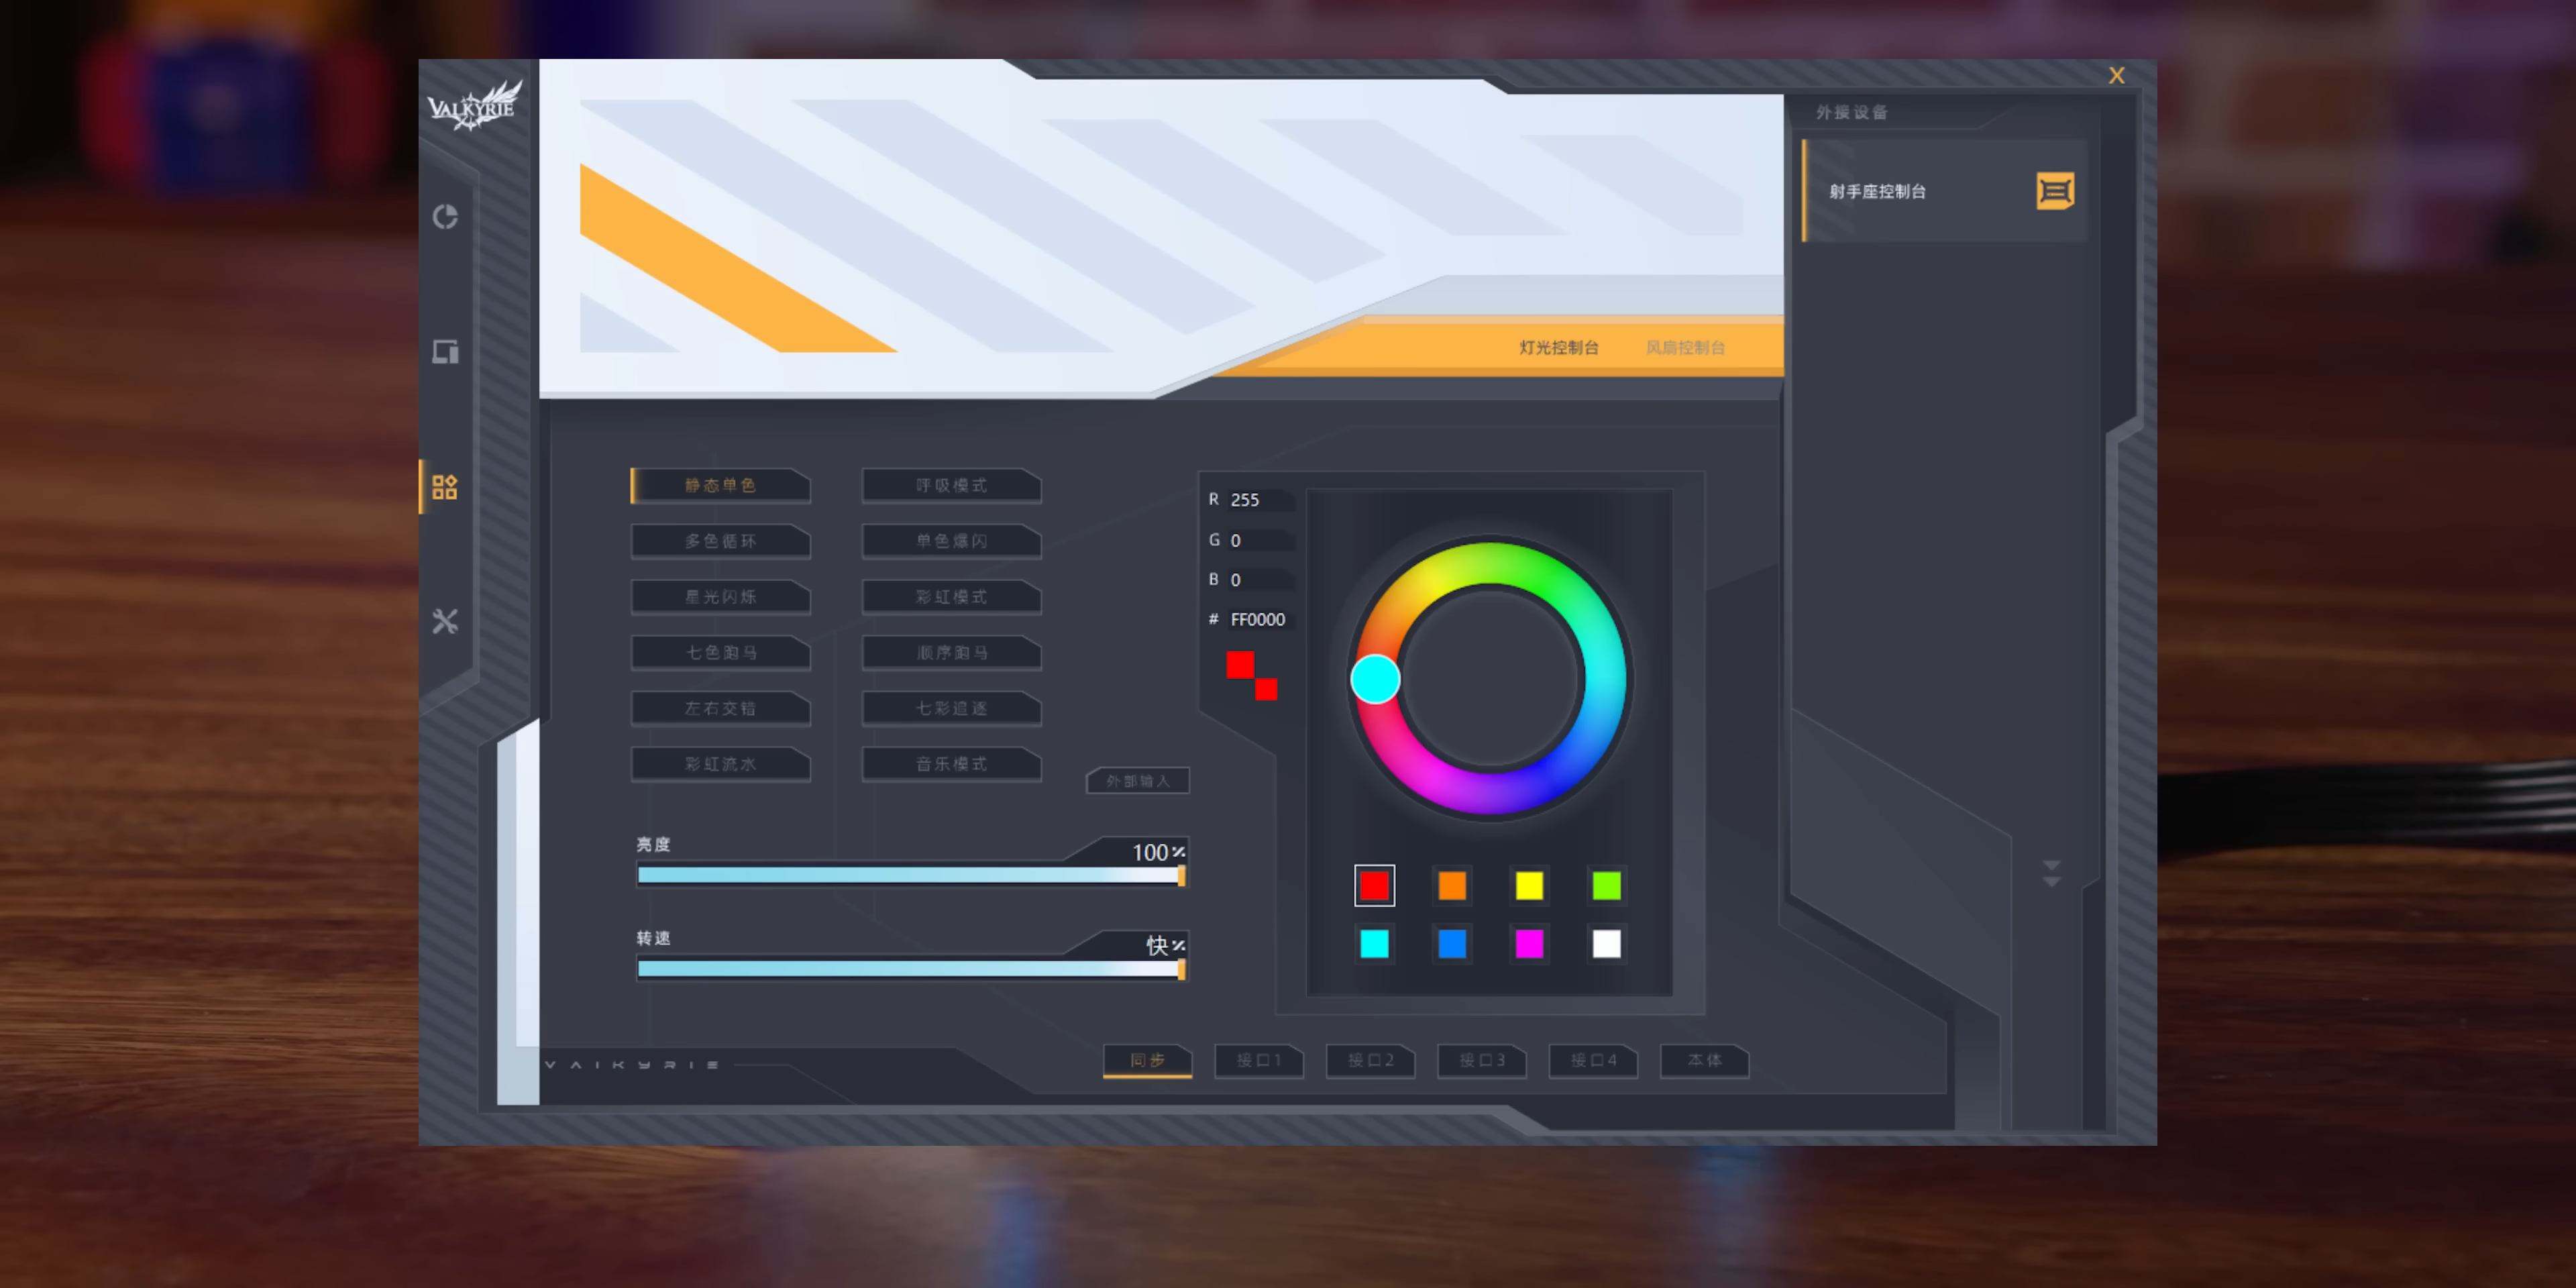 VALKYRIE
X
外接设备
射手座控制台
灯光控制台 风扇控制台
静态单色 呼吸模式
多色循环 单色爆闪
星光闪烁 彩虹模式
七色跑马 顺序跑马
左右交错 七彩追逐
彩虹流水 音乐模式
外部输入
R 255
G 0
B 0
# FF0000
亮度 100%
转速 快%
VALKYRIE
同步 接口1 接口2 接口3 接口4 本体